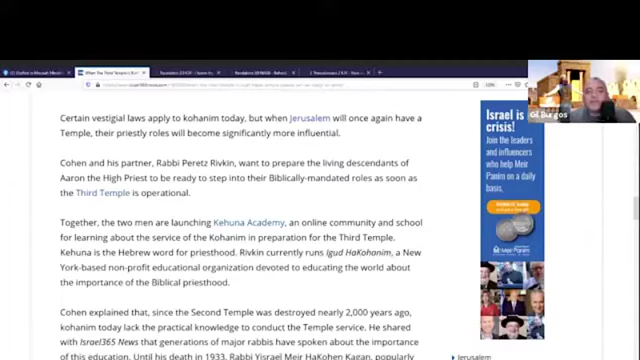 When The Third Temple's
Certain vestigial laws apply to kohanim today, but when Jerusalem will once again have a
Temple, their priestly roles will become significantly more influential.
Cohen and his partner, Rabbi Peretz Rivkin, want to prepare the living descendants of
Aaron the High Priest to be ready to step into their Biblically-mandated roles as soon as
the Third Temple is operational.
Together, the two men are launching Kehuna Academy, an online community and school
for learning about the service of the Kohanim in preparation for the Third Temple.
Kehuna is the Hebrew word for priesthood. Rivkin currently runs Igud HaKohanim, a New
York-based non-profit educational organization devoted to educating the world about
the importance of the Biblical priesthood.
Cohen explained that, since the Second Temple was destroyed nearly 2,000 years ago,
kohanim today lack the practical knowledge to conduct the Temple service. He shared
with Israel365 News that generations of major rabbis have spoken about the importance
of this education. Until his death in 1933, Rabbi Yisrael Meir HaKohen Kagan, popularly
Gil Burgos
Israel is in
crisis!
Join the leaders
and influencers
who help Meir
Panim on a daily
basis.
Meir Panim
Jerusalem